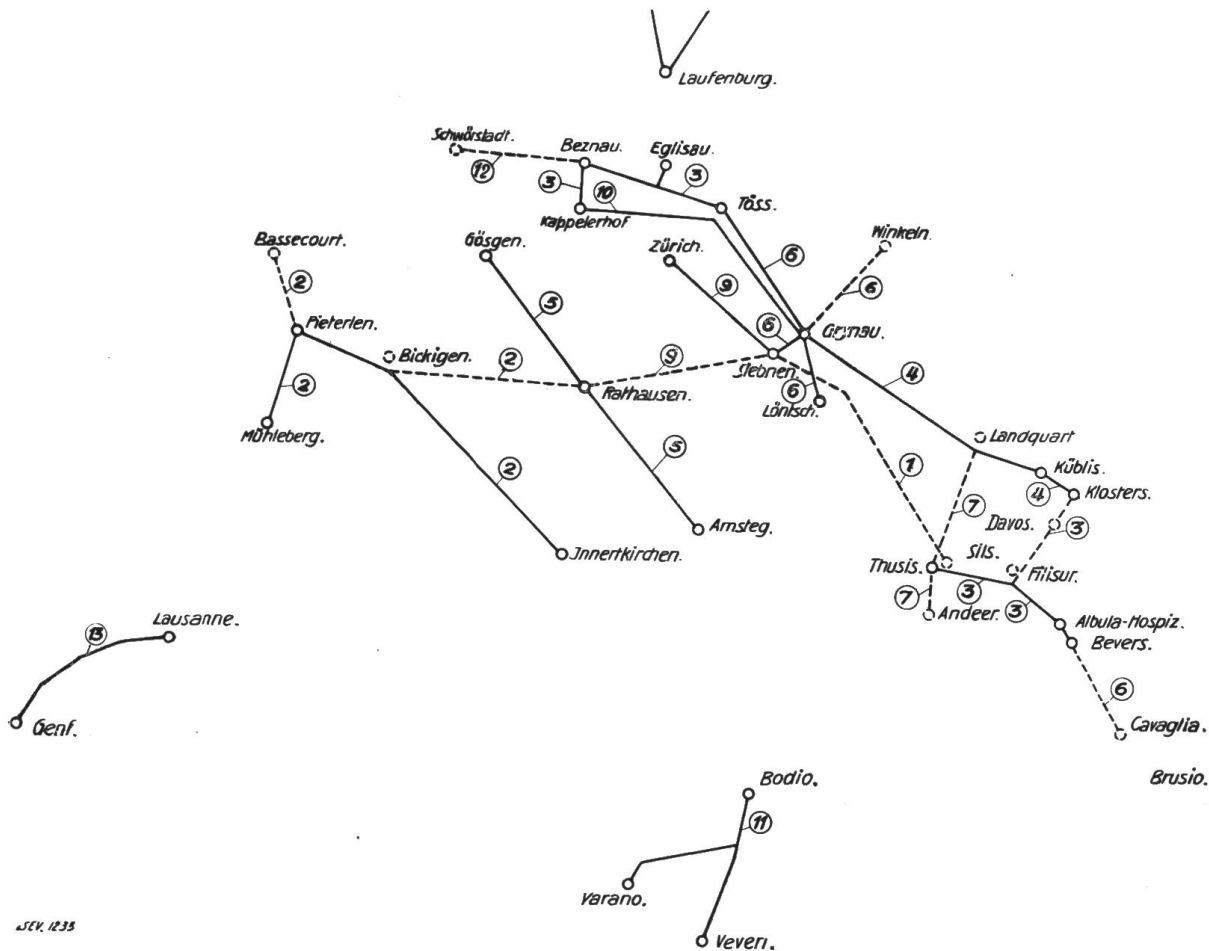 Laufenburg.
Schwörstadt.
Beznau.
Eglisau.
12
3
10
3
Töss.
Kappelerhof
Bassecourt.
Gösgen.
Zürich.
Winkeln.
2
5
9
6
6
Pieterlen.
6
Grynau.
Bickigen.
2
9
Siebnen.
4
2
Rathausen.
6
Löntsch.
Mühleberg.
Landquart
2
5
1
Küblis.
4
Klosters.
7
Davos.
3
Amsteg.
Innertkirchen.
Sils.
Thusis.
Filisur.
3
7
Andeer.
3
Albula-Hospiz.
Lausanne.
Bevers.
13
6
Genf.
Cavaglia.
Bodio.
Brusio.
11
Varano.
SEV. 1233
Veveri.